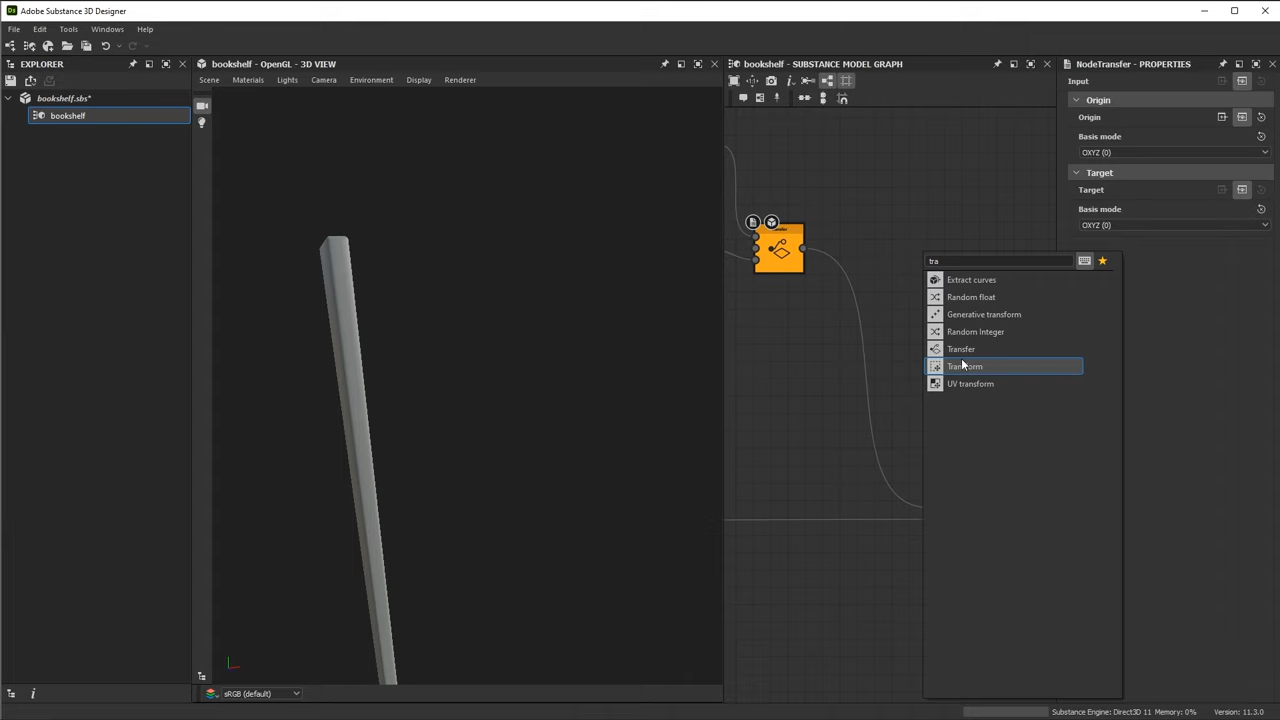 Ds Adobe Substance 3D Designer
File Edit Tools Windows Help
EXPLORER
bookshelf.sbs*
bookshelf
bookshelf - OpenGL - 3D VIEW
Scene Materials Lights Camera Environment Display Renderer
sRGB (default)
bookshelf - SUBSTANCE MODEL GRAPH
tra
Extract curves
Random float
Generative transform
Random Integer
Transfer
Transform
UV transform
NodeTransfer - PROPERTIES
Input
Origin
Origin
Basis mode
OXYZ (0)
Target
Target
Basis mode
OXYZ (0)
Substance Engine: Direct3D 11 Memory: 0% Version: 11.3.0